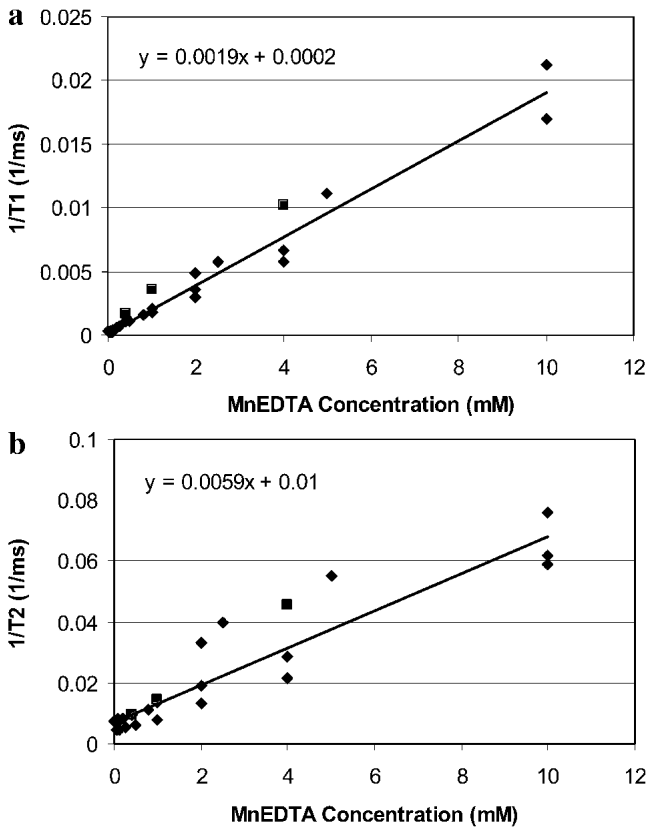 a
0.025
y = 0.0019x + 0.0002
0.02
0.015
1/T1 (1/ms)
0.01
0.005
0
0 2 4 6 8 10 12
MnEDTA Concentration (mM)
b
0.1
y = 0.0059x + 0.01
0.08
0.06
1/T2 (1/ms)
0.04
0.02
0
0 2 4 6 8 10 12
MnEDTA Concentration (mM)